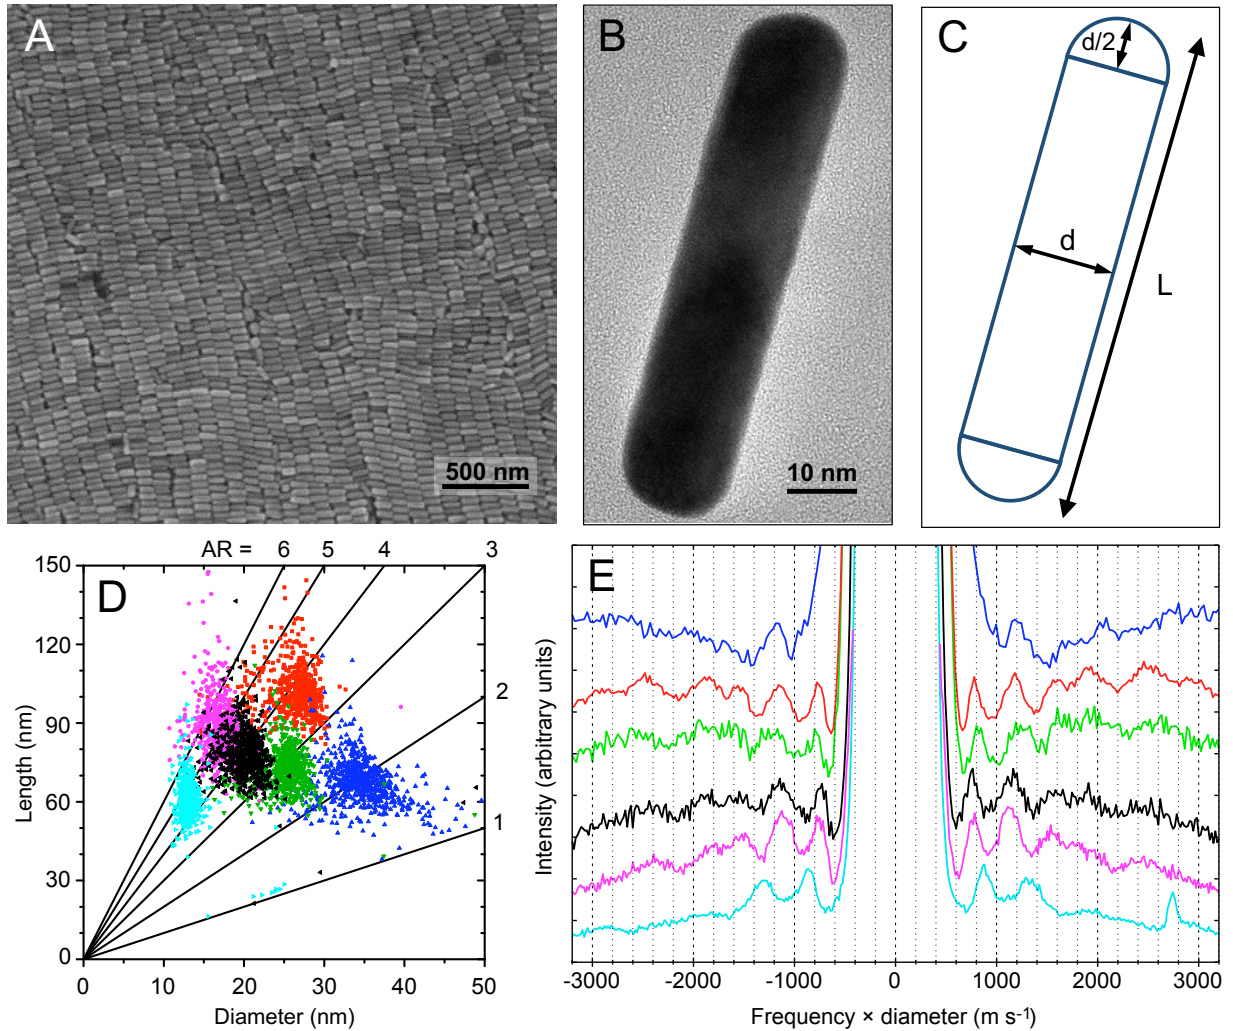 A
500 nm
B
10 nm
C
d/2
d
L
D
AR = 6 5 4 3
2
1
150
120
90
60
30
0
Length (nm)
0 10 20 30 40 50
Diameter (nm)
E
Intensity (arbitrary units)
-3000 -2000 -1000 0 1000 2000 3000
Frequency × diameter (m s-1)